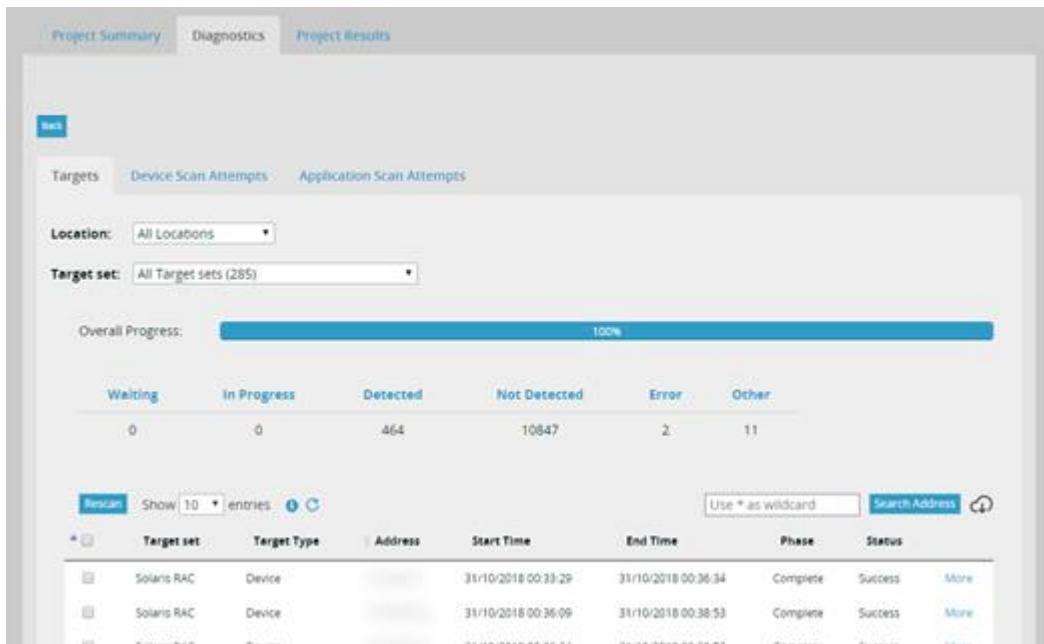 Project Summary Diagnostics Project Results
Back
Targets Device Scan Attempts Application Scan Attempts
Location: All Locations
Target set: All Target sets (285)
Overall Progress: 100%
Waiting In Progress Detected Not Detected Error Other
0 0 464 10847 2 11
Rescan Show 10 entries Use * as wildcard Search Address
Target set Target Type Address Start Time End Time Phase Status
Solaris RAC Device 31/10/2018 00:33:29 31/10/2018 00:36:34 Complete Success More
Solaris RAC Device 31/10/2018 00:36:09 31/10/2018 00:38:53 Complete Success More